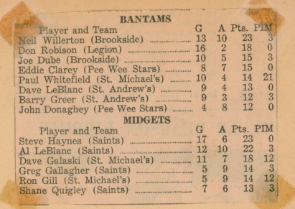 BANTAMS
Player and Team G A Pts. PIM
Neil Willerton (Brookside) 13 10 23 3
Don Robison (Legion) 16 2 18 0
Joe Dube (Brookside) 10 5 15 3
Eddie Clarey (Pee Wee Stars) 8 7 15 0
Paul Whitefield (St. Michael's) 10 4 14 21
Dave LeBlanc (St. Andrew's) 9 4 13 0
Barry Greer (St. Andrew's) 9 3 12 3
John Donaghey (Pee Wee Stars) 4 8 12 0
MIDGETS
Player and Team G A Pts. PIM
Steve Haynes (Saints) 17 6 23 0
Al LeBlanc (Saints) 12 10 22 3
Dave Galaski (St. Michael's) 11 7 18 12
Greg Gallagher (Saints) 5 9 14 3
Ron Gill (St. Michael's) 5 9 14 12
Shane Quigley (Saints) 7 6 13 3